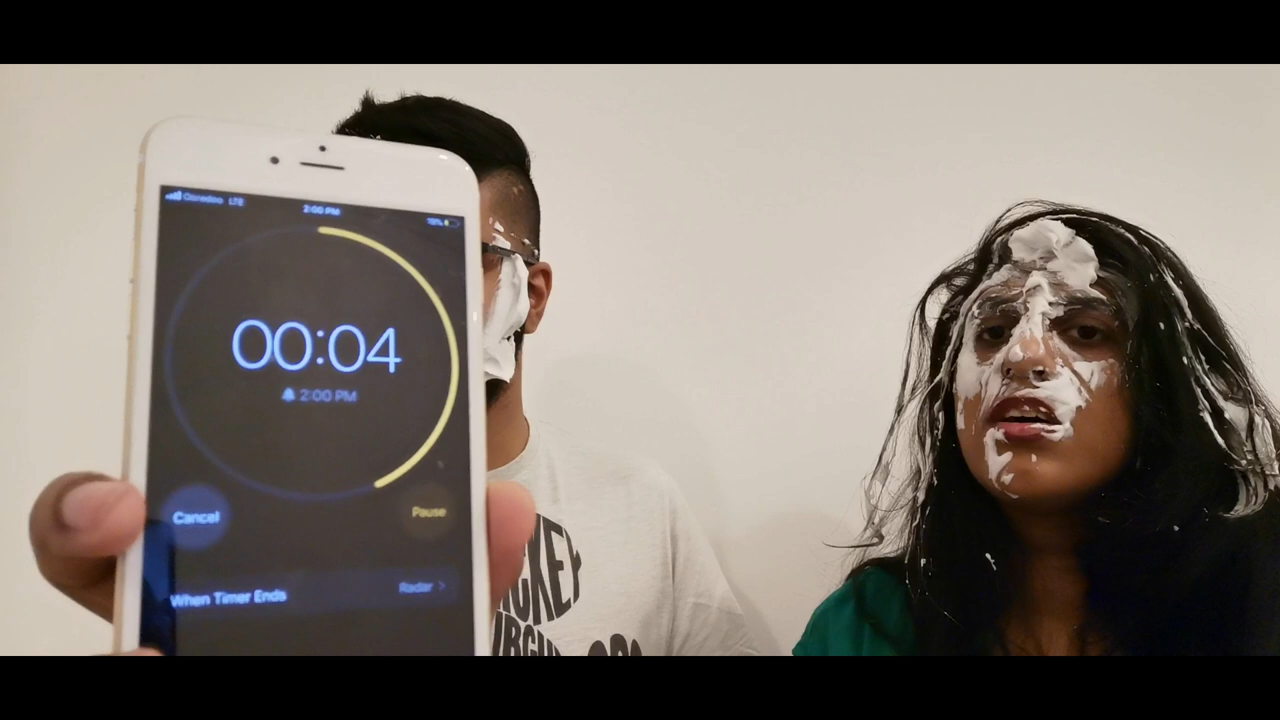 Ooredoo LTE
2:00 PM
00:04
2:00 PM
Cancel
Pause
When Timer Ends
Radar >